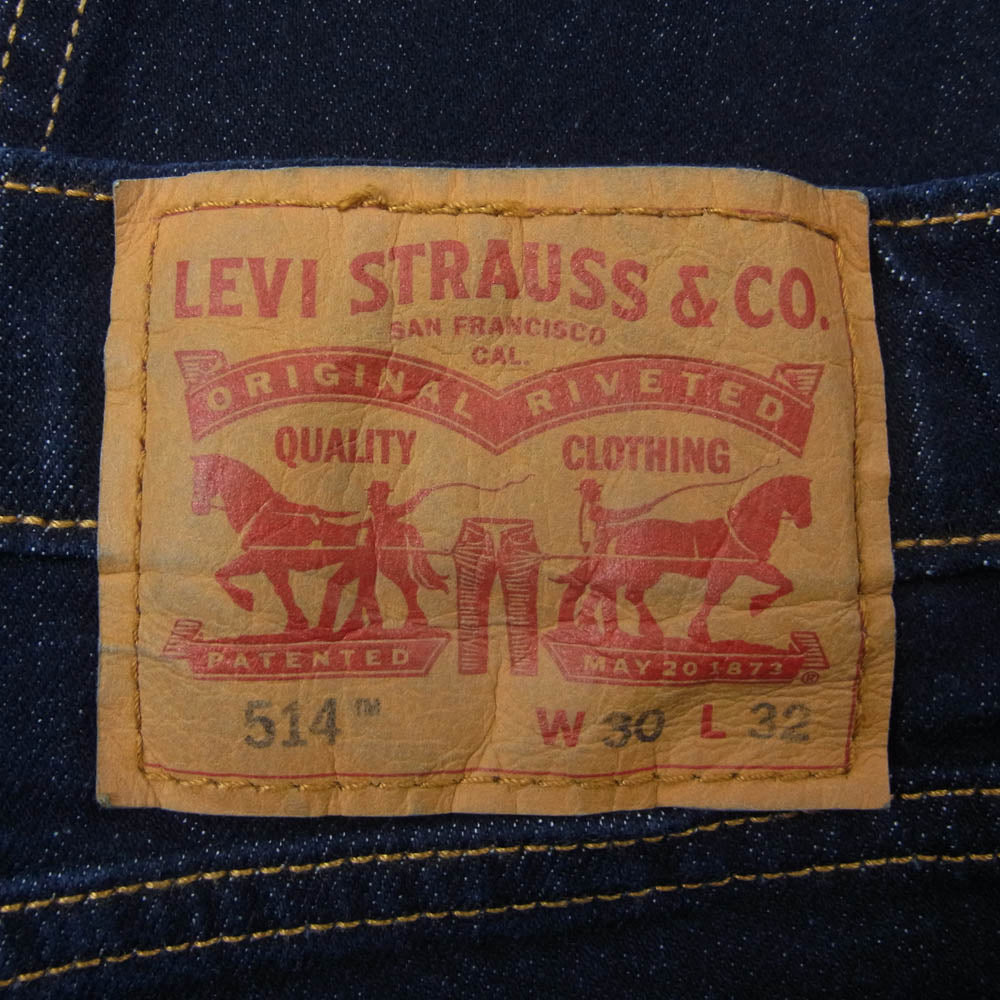 LEVI STRAUSS & CO.
SAN FRANCISCO
CAL.
ORIGINAL RIVETED
QUALITY CLOTHING
PATENTED MAY 20 1873 ®
514™ W 30 L 32